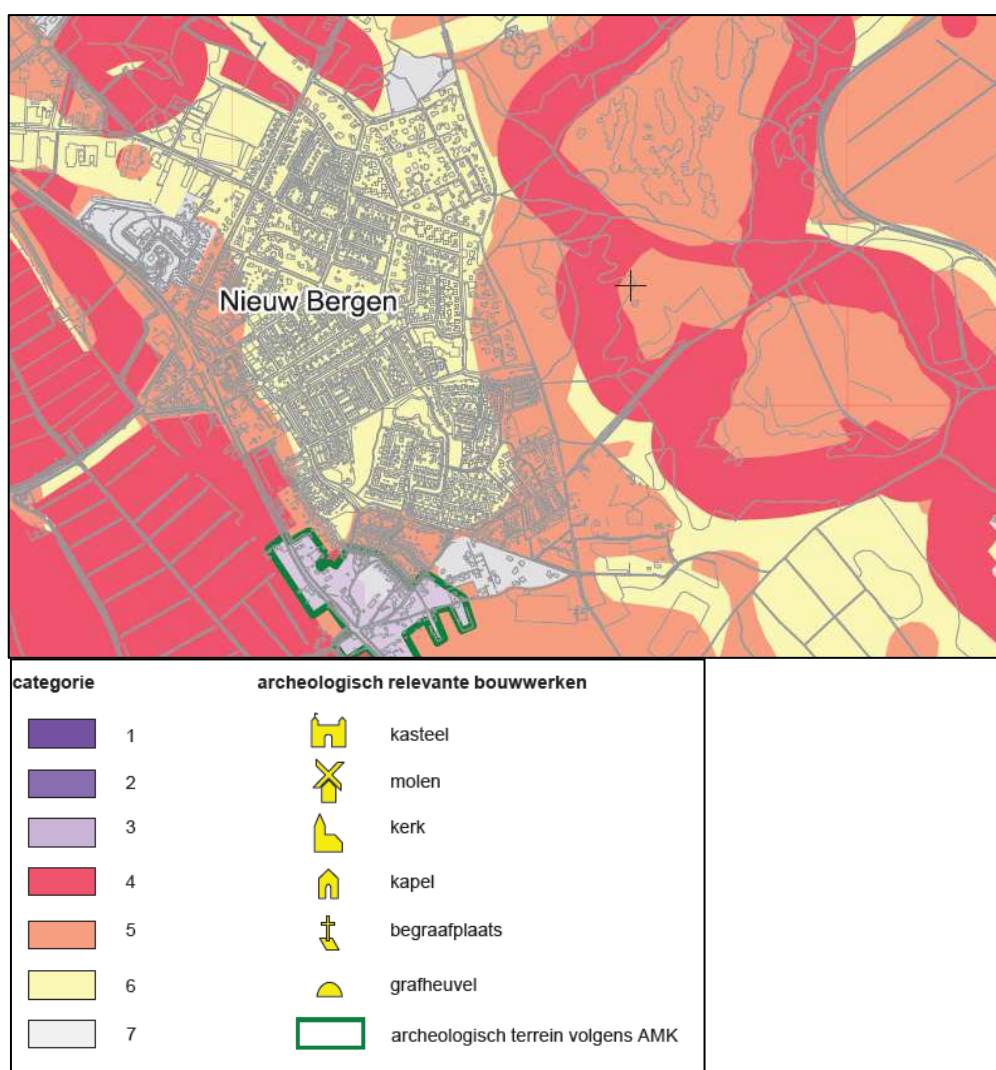 Nieuw Bergen
categorie archeologisch relevante bouwwerken
1 kasteel
2 molen
3 kerk
4 kapel
5 begraafplaats
6 grafheuvel
7 archeologisch terrein volgens AMK